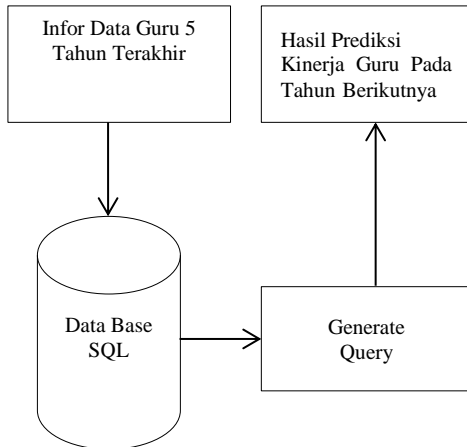 Infor Data Guru 5
Tahun Terakhir
Hasil Prediksi
Kinerja Guru Pada
Tahun Berikutnya
Data Base
SQL
Generate
Query